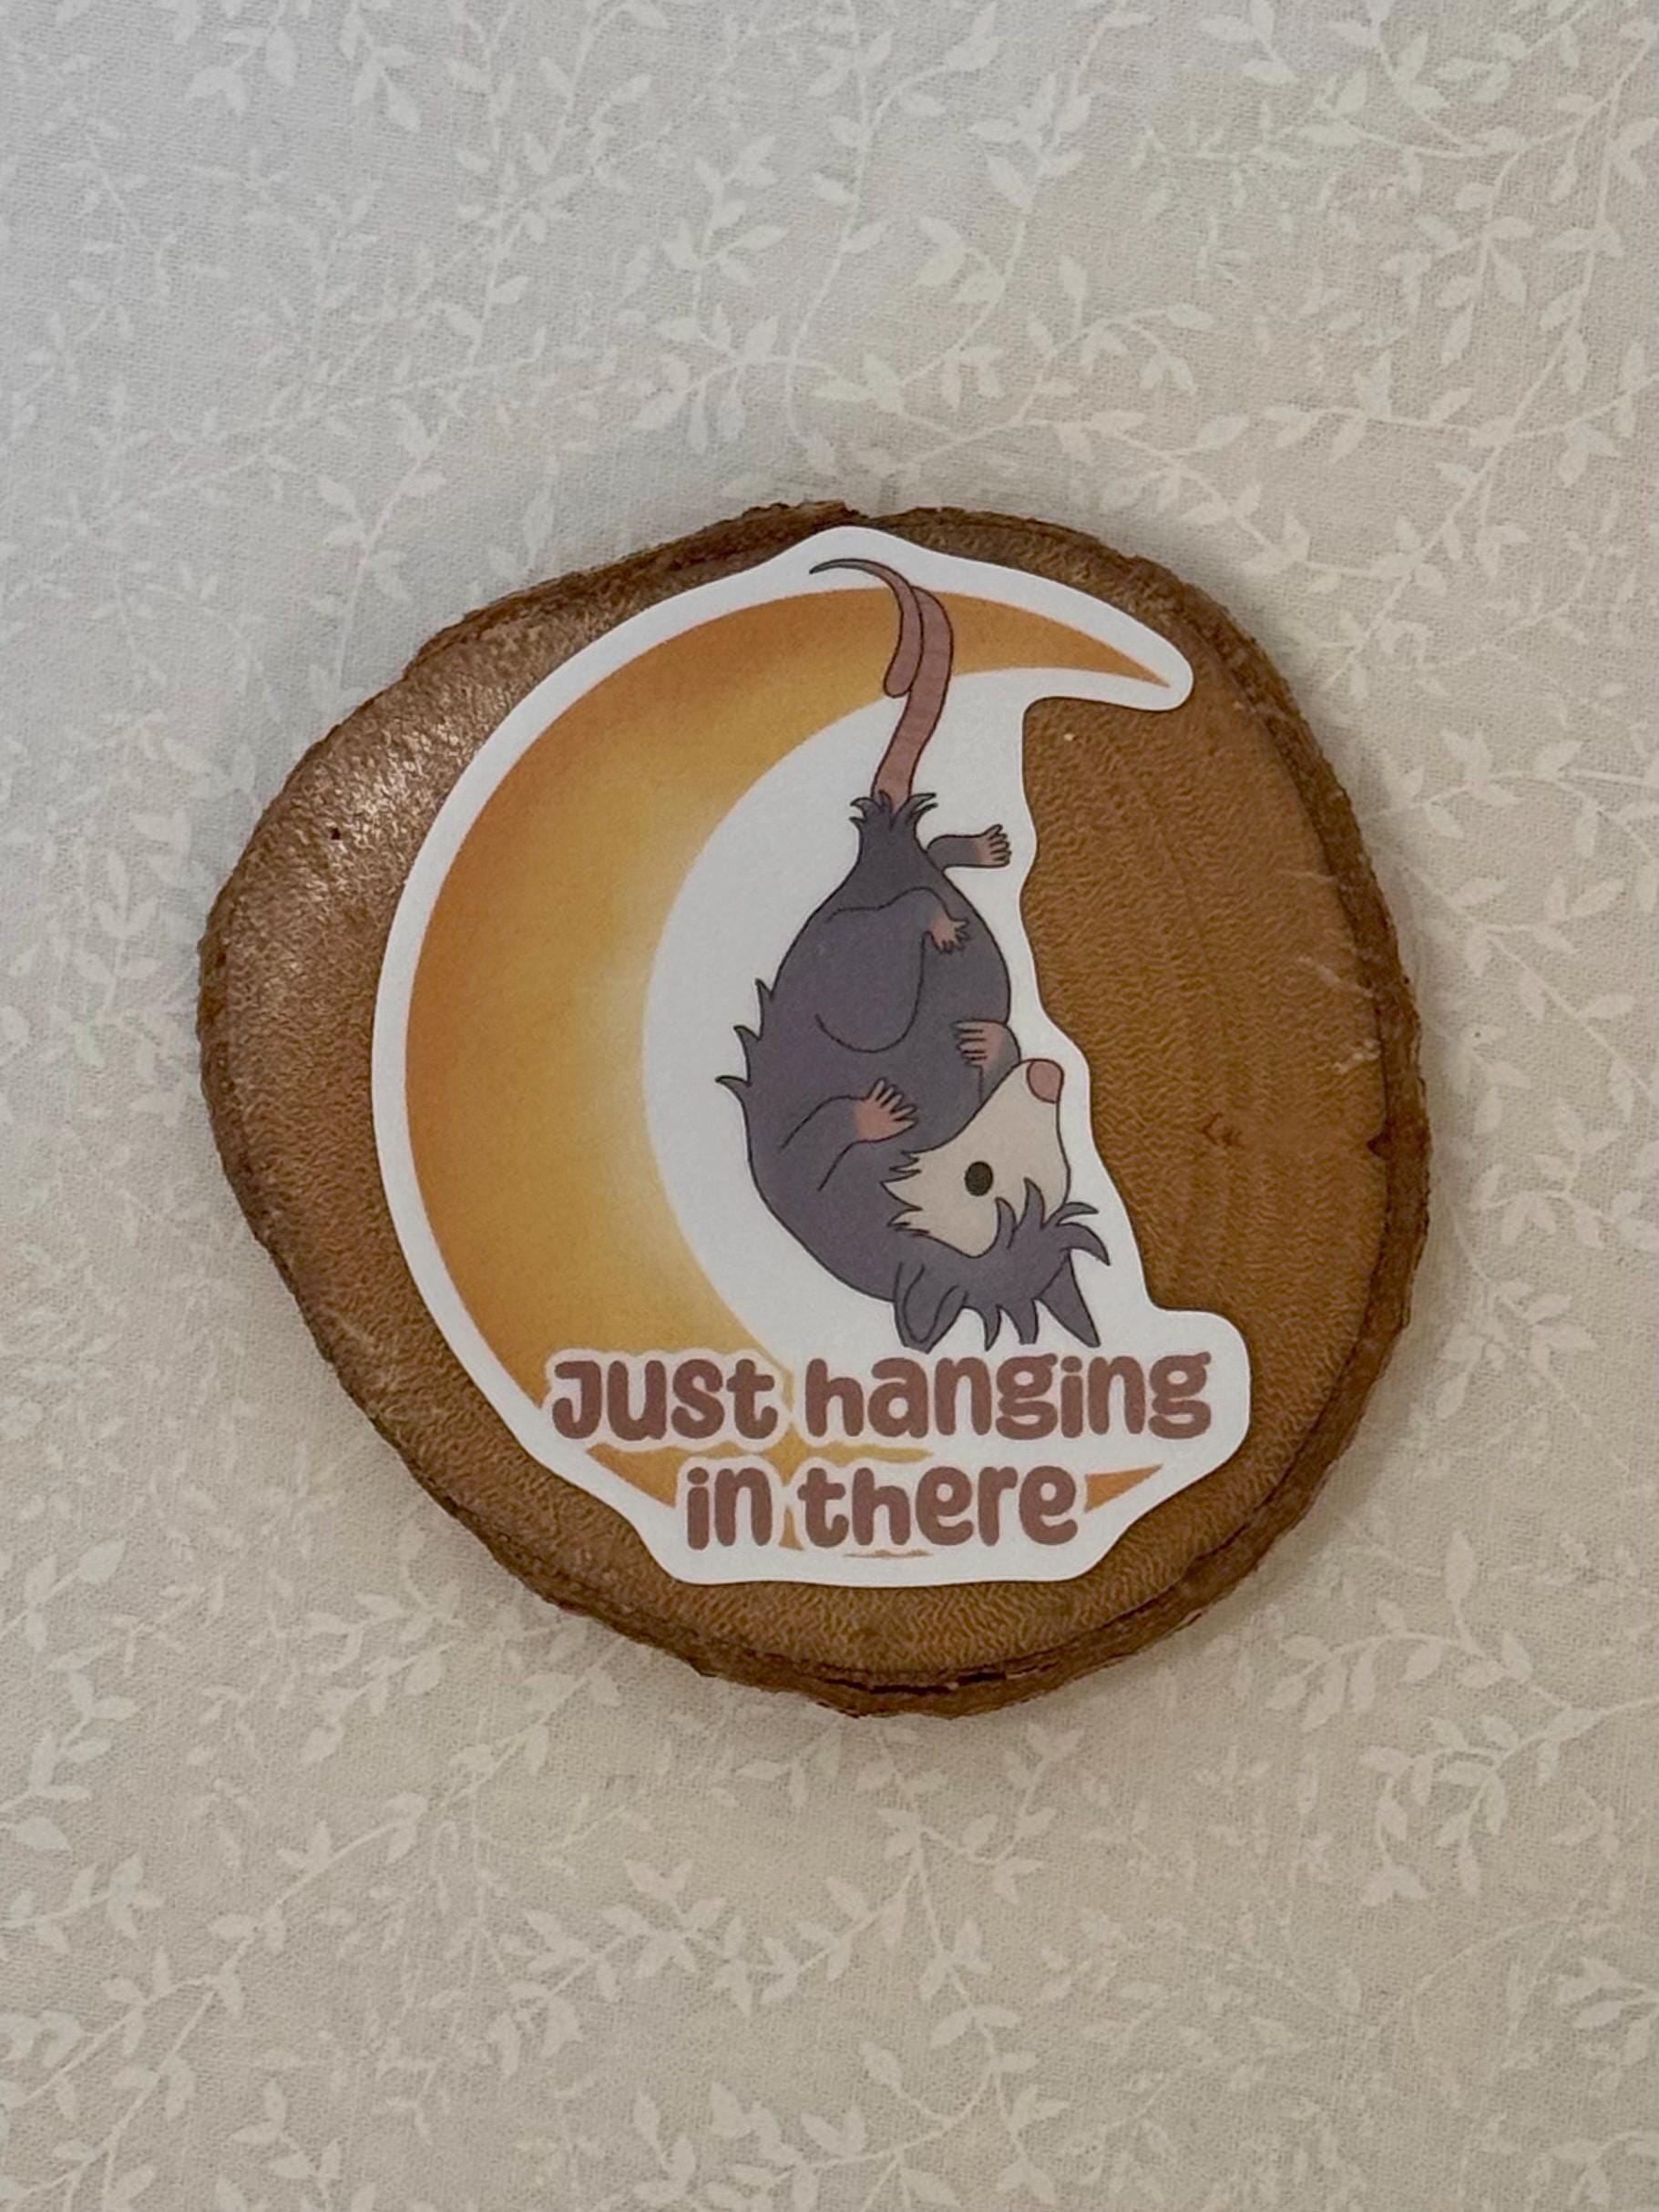 Just hanging
in there